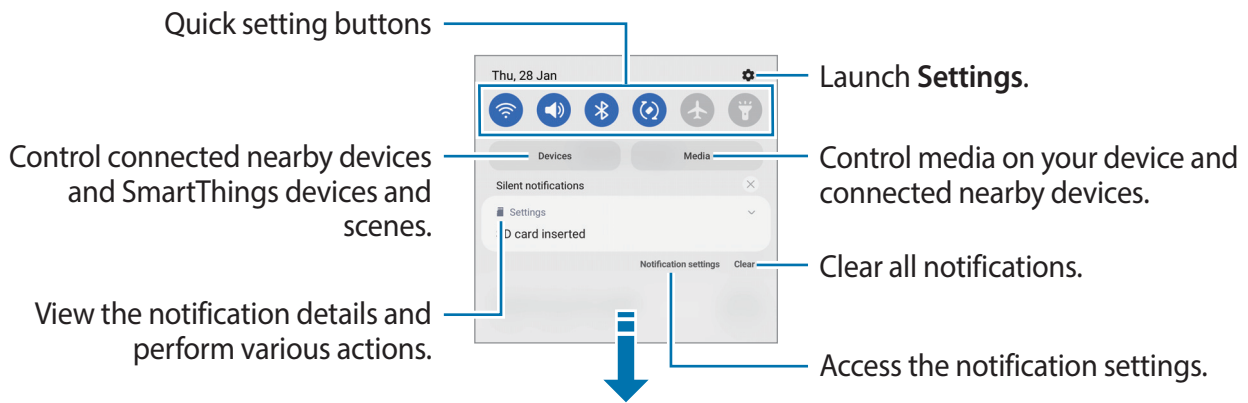 Quick setting buttons
Thu, 28 Jan
Launch Settings.
Control connected nearby devices
and SmartThings devices and
scenes.
Devices
Media
Control media on your device and
connected nearby devices.
Silent notifications
Settings
D card inserted
Notification settings
Clear
Clear all notifications.
View the notification details and
perform various actions.
Access the notification settings.